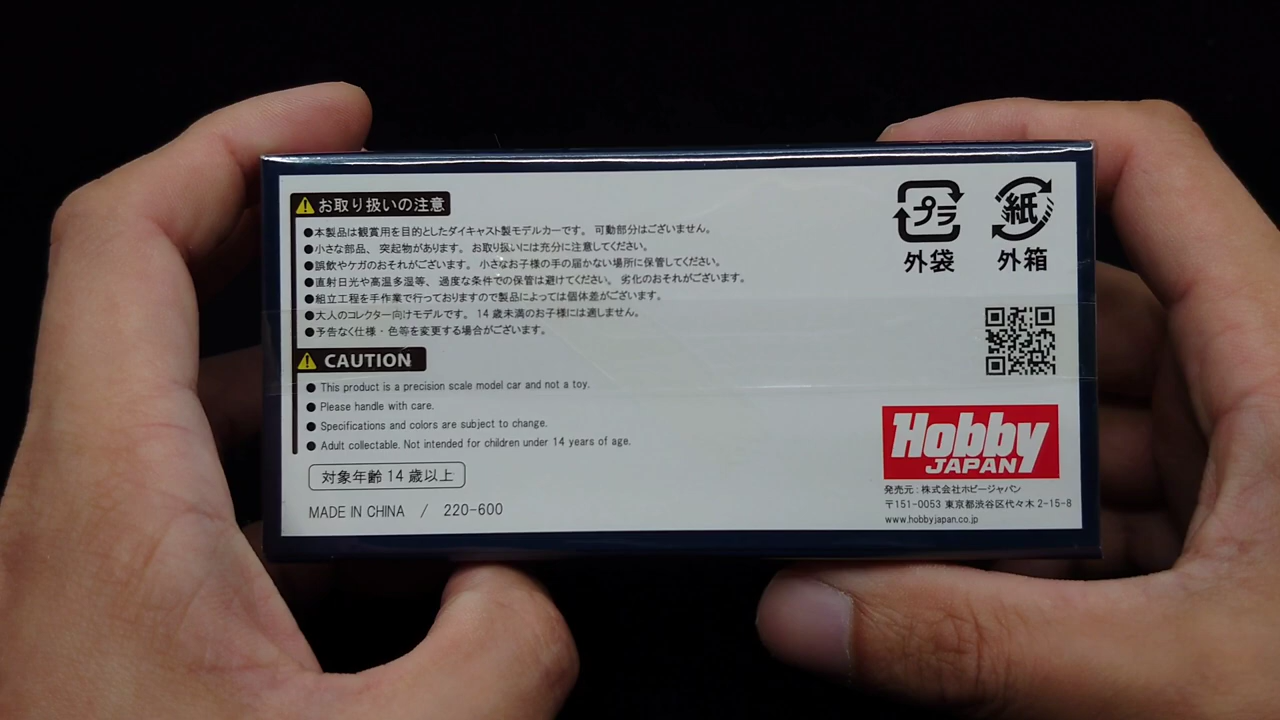 お取り扱いの注意
●本製品は観賞用を目的としたダイキャスト製モデルカーです。 可動部分はございません。
●小さな部品、 突起物があります。 お取り扱いには充分に注意してください。
●誤飲やケガのおそれがございます。 小さなお子様の手の届かない場所に保管してください。
●直射日光や高温多湿等、 過度な条件での保管は避けてください。 劣化のおそれがございます。
●組立工程を手作業で行っておりますので製品によっては個体差がございます。
●大人のコレクター向けモデルです。 14歳未満のお子様には適しません。
●予告なく仕様・色等を変更する場合がございます。
CAUTION
● This product is a precision scale model car and not a toy.
● Please handle with care.
● Specifications and colors are subject to change.
● Adult collectable. Not intended for children under 14 years of age.
対象年齢14歳以上
MADE IN CHINA / 220-600
プラ
外袋
紙
外箱
Hobby
JAPAN
発売元:株式会社ホビージャパン
〒151-0053 東京都渋谷区代々木 2-15-8
www.hobbyjapan.co.jp